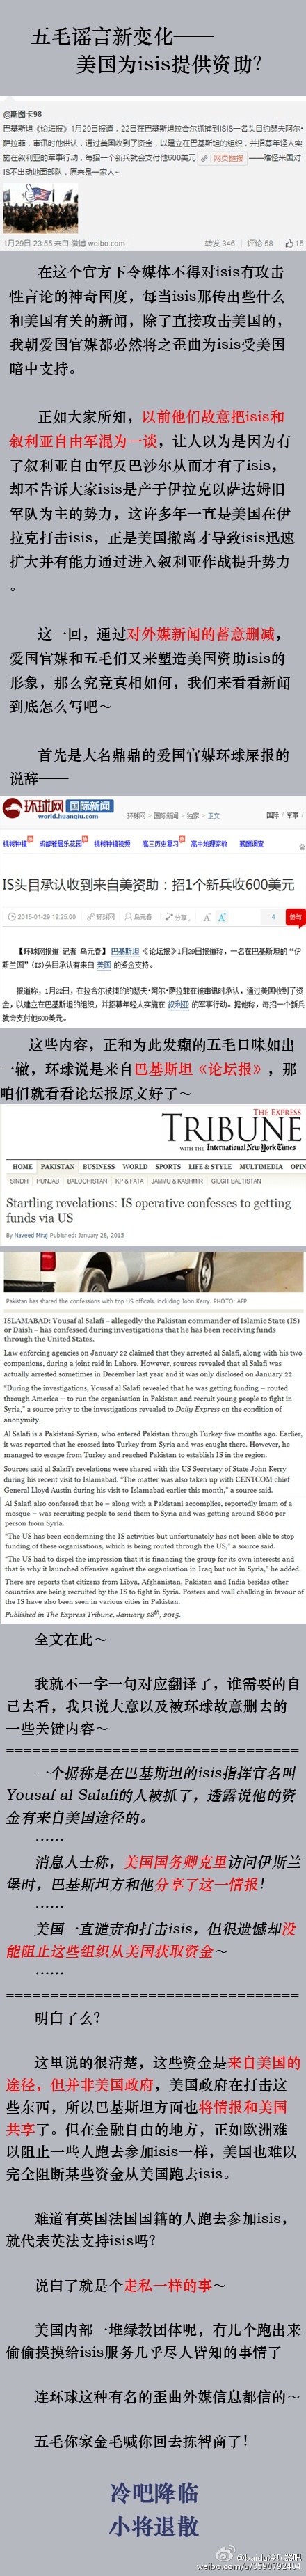 五毛谣言新变化——
美国为isis提供资助？
@斯图卡98
巴基斯坦《论坛报》1月29日报道，22日在巴基斯坦拉合尔抓捕到ISIS一名头目约瑟夫阿尔·
萨拉菲，审讯时他供认，通过美国收到了资金，以建立在巴基斯坦的组织，并招募年轻人实
施在叙利亚的军事行动，每招一个新兵就会支付他600美元 网页链接 ——难怪米国对
IS不出动地面部队，原来是一家人~
1月29日 23:55 来自 微博 weibo.com
转发 346 评论 58 15
在这个官方下令媒体不得对isis有攻击
性言论的神奇国度，每当isis那传出些什么
和美国有关的新闻，除了直接攻击美国的，
我朝爱国官媒都必然将之歪曲为isis受美国
暗中支持。
正如大家所知，以前他们故意把isis和
叙利亚自由军混为一谈，让人以为是因为有
了叙利亚自由军反巴沙尔从而才有了isis，
却不告诉大家isis是产于伊拉克以萨达姆旧
军队为主的势力，这许多年一直是美国在伊
拉克打击isis，正是美国撤离才导致isis迅速
扩大并有能力通过进入叙利亚作战提升势力
。
这一回，通过对外媒新闻的蓄意删减，
爱国官媒和五毛们又来塑造美国资助isis的
形象，那么究竟真相如何，我们来看看新闻
到底怎么写吧~
首先是大名鼎鼎的爱国官媒环球屎报的
说辞——
环球网 国际新闻
world.huanqiu.com
环球网 > 国际新闻 > 独家 > 正文
国际 | 军事
桃树种植 成都雅居乐花园 桃树种植视频 高三历史复习 高中地理家教 薪酬调查
IS头目承认收到来自美资助：招1个新兵收600美元
2015-01-29 19:25:00 环球网 乌元春 分享 A⁻ A⁺ 4 参与
【环球网报道 记者 乌元春】巴基斯坦《论坛报》1月29日报道称，一名在巴基斯坦的“伊
斯兰国”（IS）头目承认有来自 美国 的资金支持。
报道称，1月22日，在拉合尔被捕的约瑟夫·阿尔·萨拉菲在被审讯时承认，通过美国收到了资
金，以建立在巴基斯坦的组织，并招募年轻人实施在 叙利亚 的军事行动。据他称，每招一个新兵
就会支付他600美元。
这些内容，正和为此发癫的五毛口味如出
一辙，环球说是来自巴基斯坦《论坛报》，那
咱们就看看论坛报原文好了~
THE EXPRESS
TRIBUNE
WITH THE International New York Times
HOME PAKISTAN BUSINESS WORLD SPORTS LIFE & STYLE MULTIMEDIA OPIN
SINDH PUNJAB BALOCHISTAN KP & FATA JAMMU & KASHMIR GILGIT BALTISTAN
Startling revelations: IS operative confesses to getting
funds via US
By Naveed Miraj Published: January 28, 2015
Pakistan has shared the confessions with top US officials, including John Kerry. PHOTO: AFP
ISLAMABAD: Yousaf al Salafi – allegedly the Pakistan commander of Islamic State (IS)
or Daish – has confessed during investigations that he has been receiving funds
through the United States.
Law enforcing agencies on January 22 claimed that they arrested al Salafi, along with his two
companions, during a joint raid in Lahore. However, sources revealed that al Salafi was
actually arrested sometimes in December last year and it was only disclosed on January 22.
“During the investigations, Yousaf al Salafi revealed that he was getting funding – routed
through America – to run the organisation in Pakistan and recruit young people to fight in
Syria,” a source privy to the investigations revealed to Daily Express on the condition of
anonymity.
Al Salafi is a Pakistani-Syrian, who entered Pakistan through Turkey five months ago. Earlier,
it was reported that he crossed into Turkey from Syria and was caught there. However, he
managed to escape from Turkey and reached Pakistan to establish IS in the region.
Sources said al Salafi’s revelations were shared with the US Secretary of State John Kerry
during his recent visit to Islamabad. “The matter was also taken up with CENTCOM chief
General Lloyd Austin during his visit to Islamabad earlier this month,” a source said.
Al Salafi also confessed that he – along with a Pakistani accomplice, reportedly imam of a
mosque – was recruiting people to send them to Syria and was getting around $600 per
person from Syria.
“The US has been condemning the IS activities but unfortunately has not been able to stop
funding of these organisations, which is being routed through the US,” a source said.
“The US had to dispel the impression that it is financing the group for its own interests and
that is why it launched offensive against the organisation in Iraq but not in Syria,” he added.
There are reports that citizens from Libya, Afghanistan, Pakistan and India besides other
countries are being recruited by the IS to fight in Syria. Posters and wall chalking in favour of
the IS have also been seen in various cities in Pakistan.
Published in The Express Tribune, January 28th, 2015.
全文在此~
我就不一字一句对应翻译了，谁需要的自
己去看，我只说大意以及被环球故意删去的
一些关键内容~
=================================
一个据称是在巴基斯坦的isis指挥官名叫
Yousaf al Salafi的人被抓了，透露说他的资
金有来自美国途径的。
……
消息人士称，美国国务卿克里访问伊斯兰
堡时，巴基斯坦方和他分享了这一情报！
……
美国一直谴责和打击isis，但很遗憾却没
能阻止这些组织从美国获取资金~
……
=================================
明白了么？
这里说的很清楚，这些资金是来自美国的
途径，但并非美国政府，美国政府在打击这
些东西，所以巴基斯坦方面也将情报和美国
共享了。但在金融自由的地方，正如欧洲难
以阻止一些人跑去参加isis一样，美国也难以
完全阻断某些资金从美国跑去isis。
难道有英国法国国籍的人跑去参加isis，
就代表英法支持isis吗？
说白了就是个走私一样的事~
美国内部一堆绿教团体呢，有几个跑出来
偷偷摸摸给isis服务几乎尽人皆知的事情了
连环球这种有名的歪曲外媒信息都信的~
五毛你家金毛喊你回去拣智商了！
冷吧降临
小将退散
@baidu冷兵器吧
weibo.com/u/3590792404